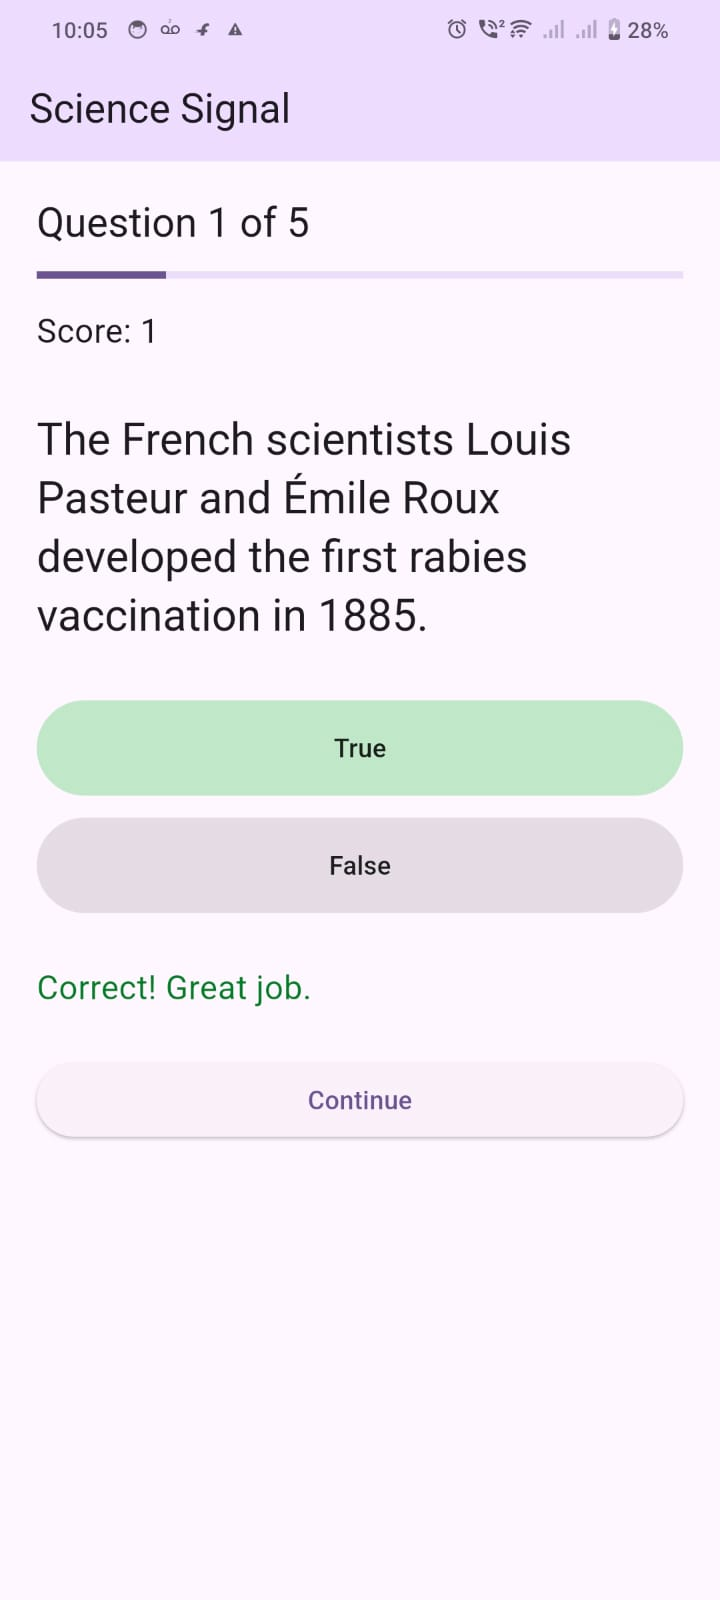 10:05
2
28%
Science Signal
Question 1 of 5
Score: 1
The French scientists Louis
Pasteur and Émile Roux
developed the first rabies
vaccination in 1885.
True
False
Correct! Great job.
Continue